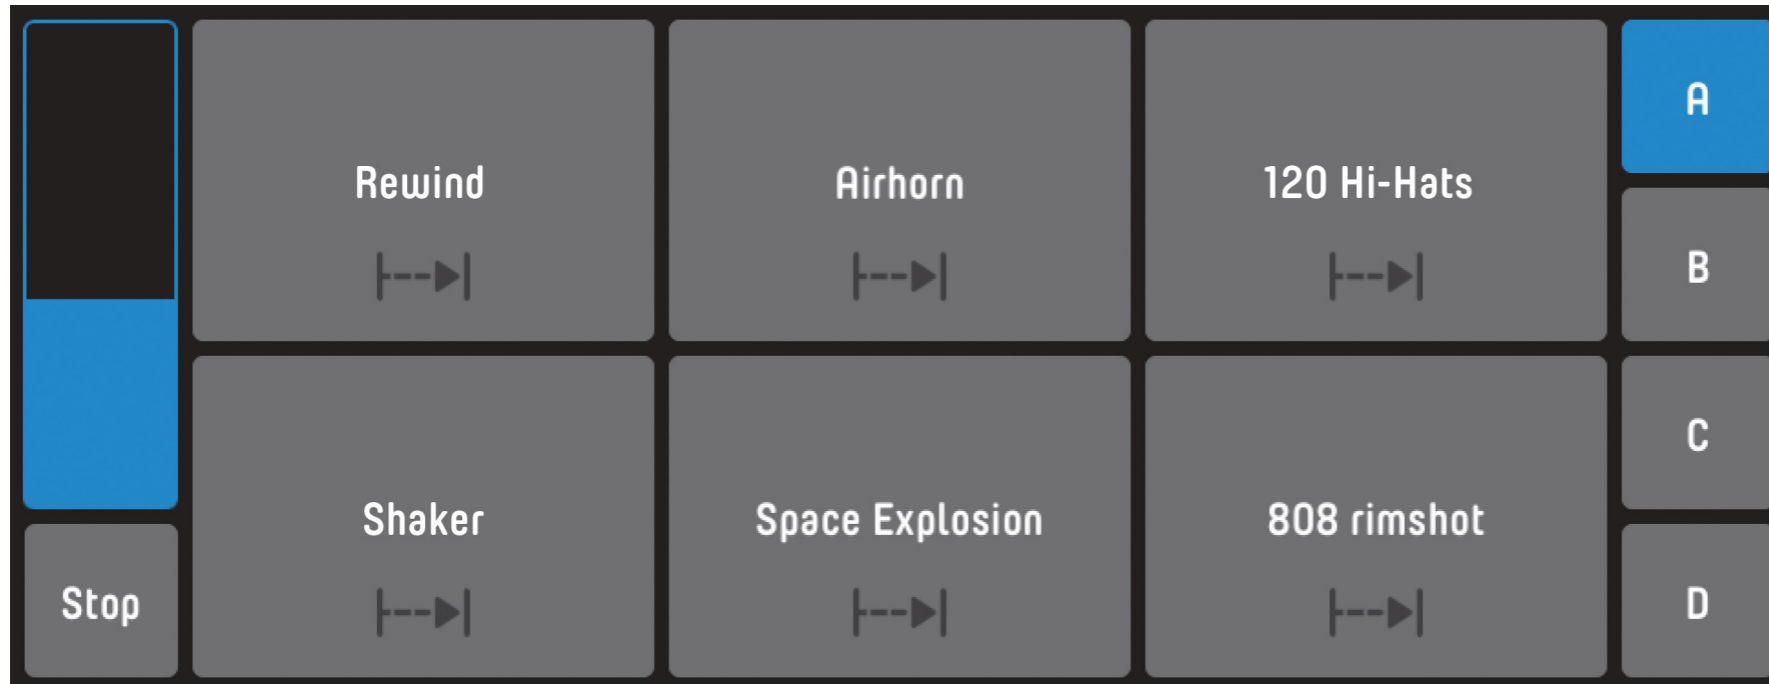 Rewind
Airhorn
120 Hi-Hats
A
B
Shaker
Space Explosion
808 rimshot
C
Stop
D